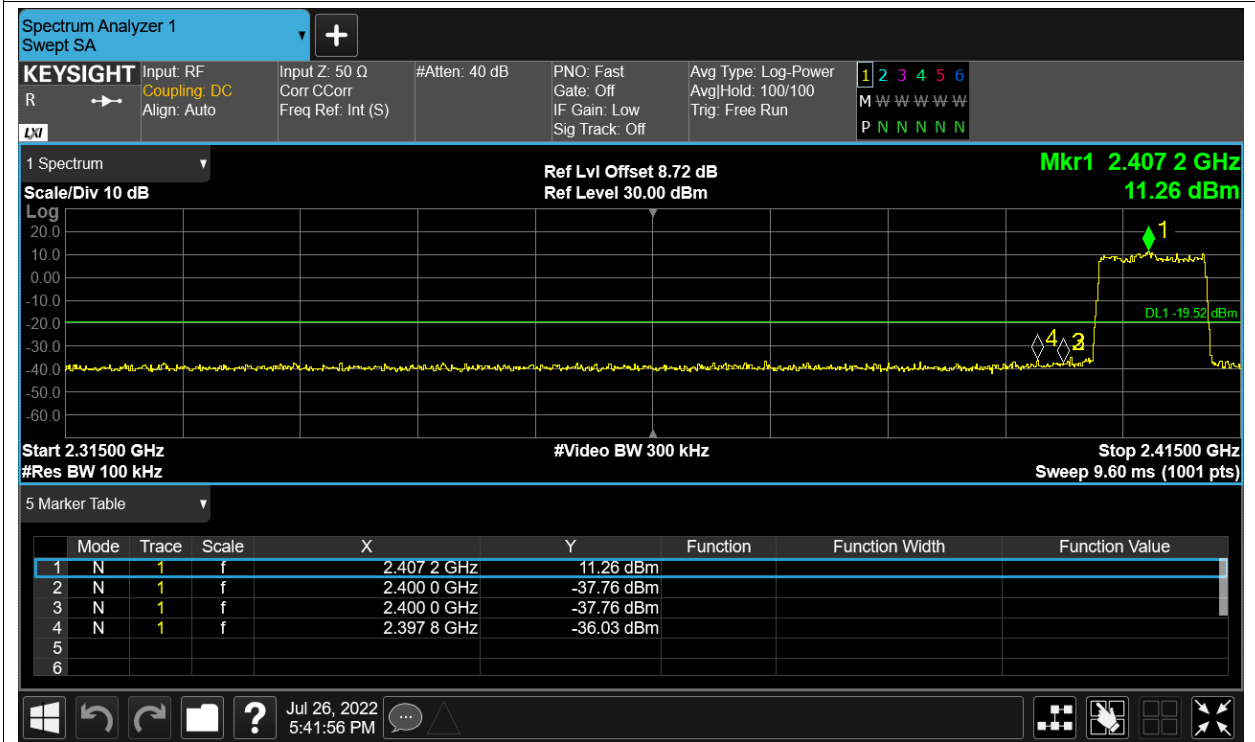 Spectrum Analyzer 1
Swept SA
+
KEYSIGHT
R
LXI
Input: RF
Coupling: DC
Align: Auto
Input Z: 50 Ω
Corr CCorr
Freq Ref: Int (S)
#Atten: 40 dB
PNO: Fast
Gate: Off
IF Gain: Low
Sig Track: Off
Avg Type: Log-Power
Avg|Hold: 100/100
Trig: Free Run
1 2 3 4 5 6
M W W W W W
P N N N N N
1 Spectrum
Scale/Div 10 dB
Ref Lvl Offset 8.72 dB
Ref Level 30.00 dBm
Mkr1 2.407 2 GHz
11.26 dBm
Log
20.0
10.0
0.00
-10.0
-20.0
-30.0
-40.0
-50.0
-60.0
1
DL1 -19.52 dBm
4 3
Start 2.31500 GHz
#Res BW 100 kHz
#Video BW 300 kHz
Stop 2.41500 GHz
Sweep 9.60 ms (1001 pts)
5 Marker Table
Mode Trace Scale X Y Function Function Width Function Value
1 N 1 f 2.407 2 GHz 11.26 dBm
2 N 1 f 2.400 0 GHz -37.76 dBm
3 N 1 f 2.400 0 GHz -37.76 dBm
4 N 1 f 2.397 8 GHz -36.03 dBm
5
6
?
Jul 26, 2022
5:41:56 PM